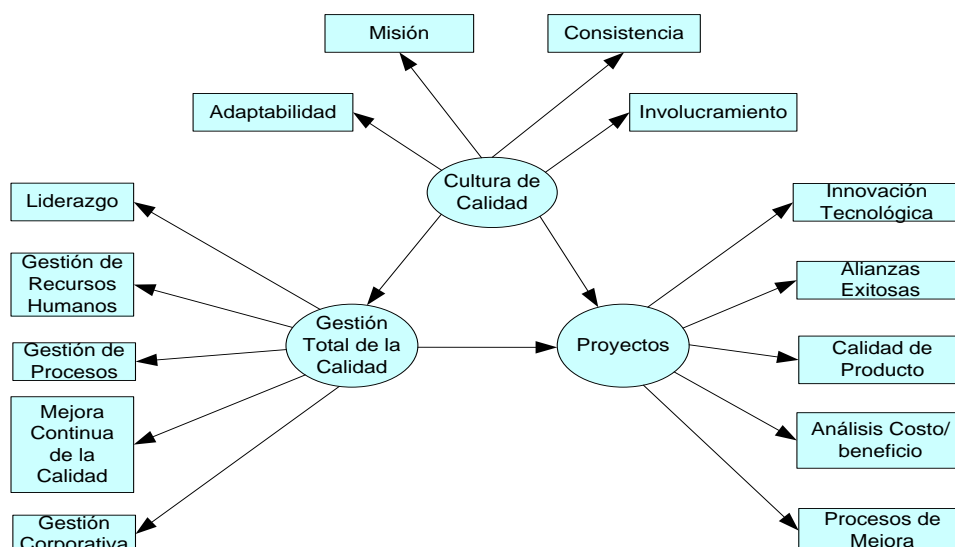 Misión
Consistencia
Adaptabilidad
Involucramiento
Cultura de
Calidad
Liderazgo
Innovación
Tecnológica
Gestión de
Recursos
Humanos
Alianzas
Exitosas
Gestión
Total de la
Calidad
Proyectos
Gestión de
Procesos
Calidad de
Producto
Mejora
Continua
de la
Calidad
Análisis Costo/
beneficio
Gestión
Corporativa
Procesos de
Mejora